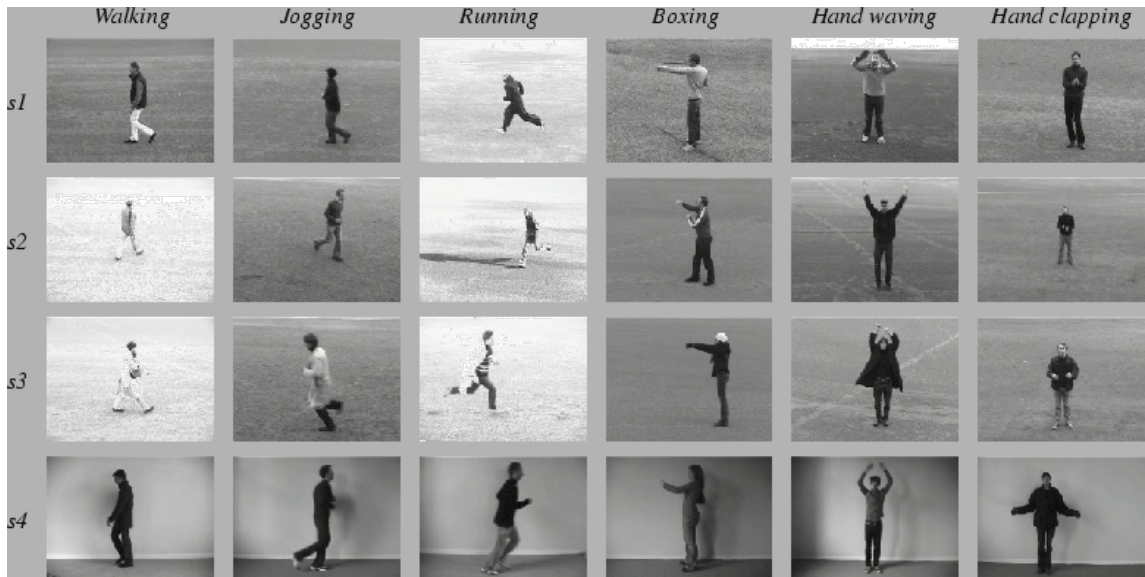 Walking Jogging Running Boxing Hand waving Hand clapping
s1
s2
s3
s4